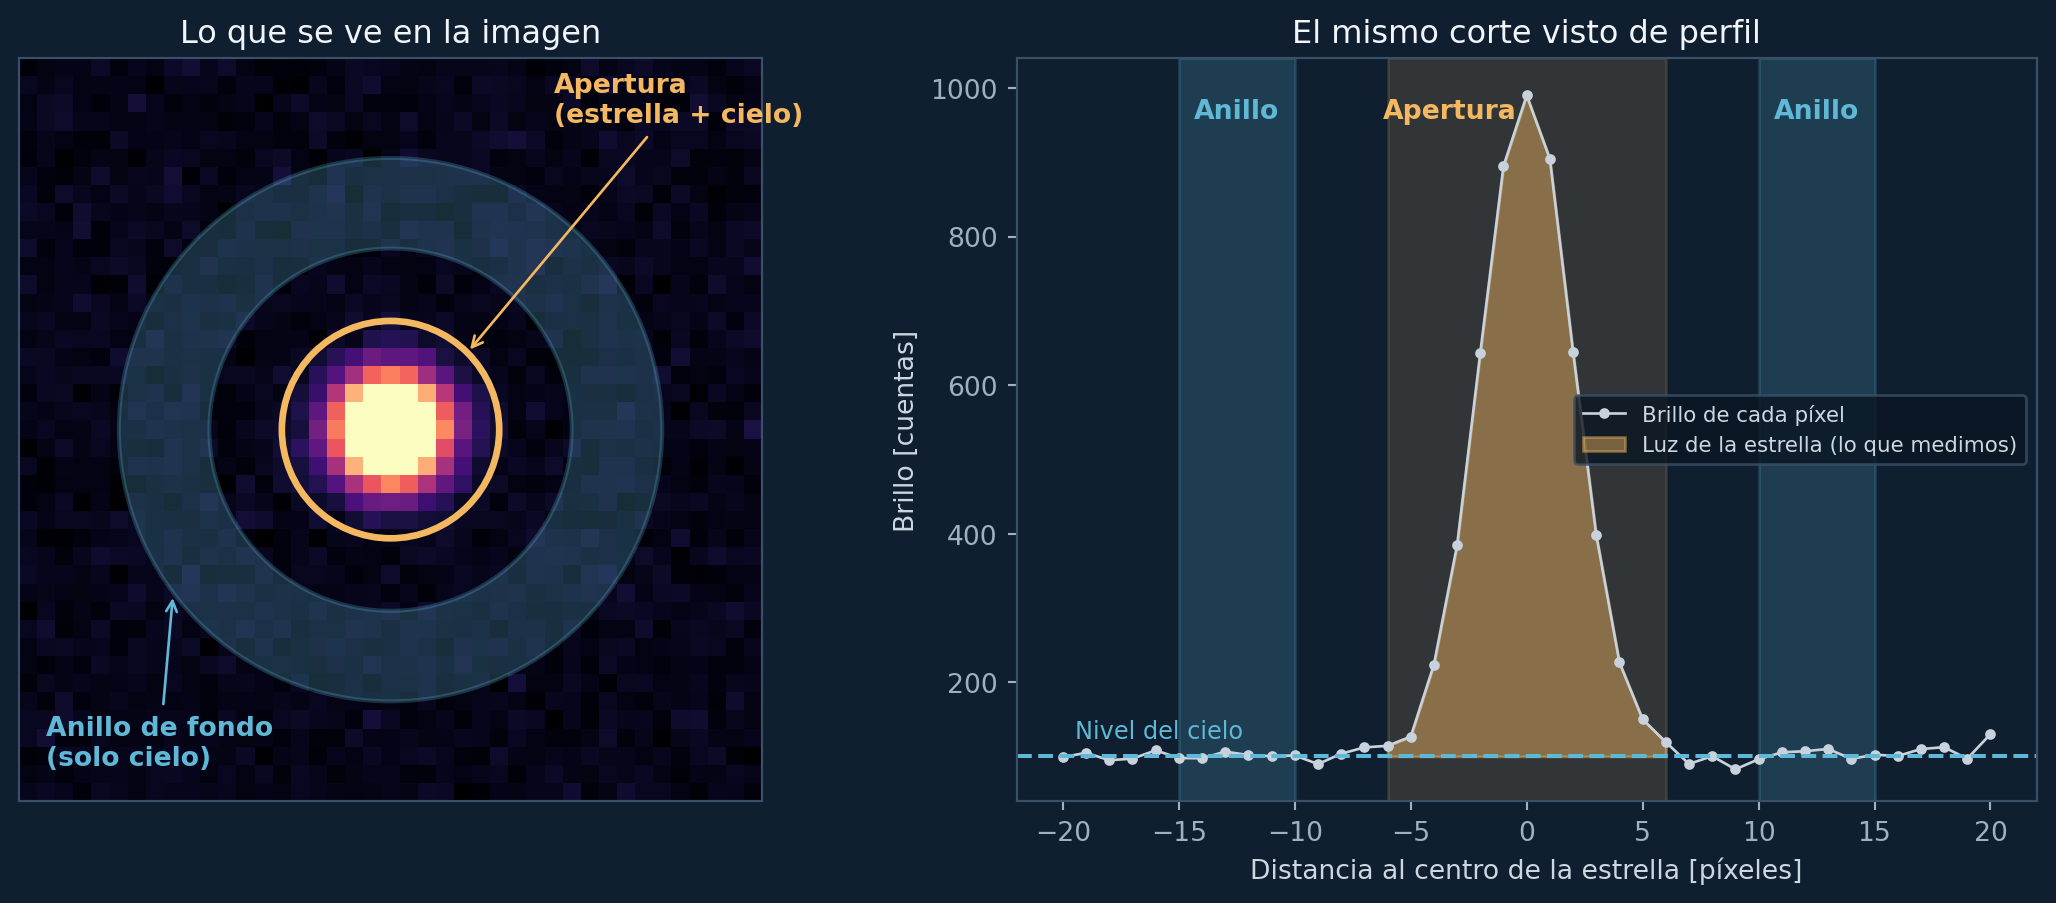 Lo que se ve en la imagen
Apertura
(estrella + cielo)
Anillo de fondo
(solo cielo)
El mismo corte visto de perfil
1000
800
600
400
200
Brillo [cuentas]
Anillo
Apertura
Anillo
Brillo de cada píxel
Luz de la estrella (lo que medimos)
Nivel del cielo
−20
−15
−10
−5
0
5
10
15
20
Distancia al centro de la estrella [píxeles]